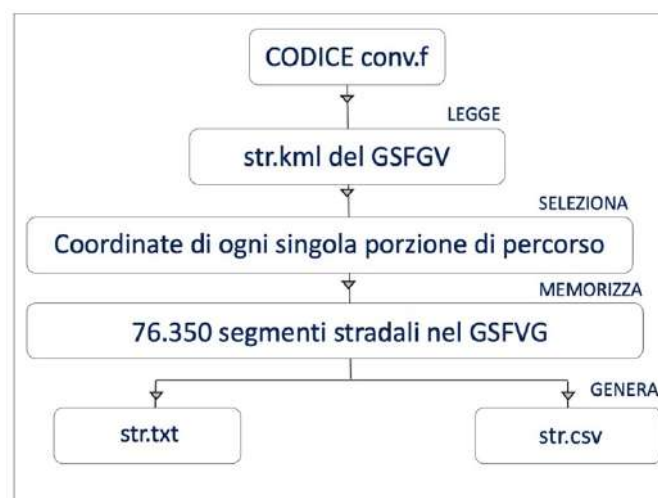 CODICE conv.f
LEGGE
str.kml del GSFGV
SELEZIONA
Coordinate di ogni singola porzione di percorso
MEMORIZZA
76.350 segmenti stradali nel GSFVG
GENERA
str.txt
str.csv